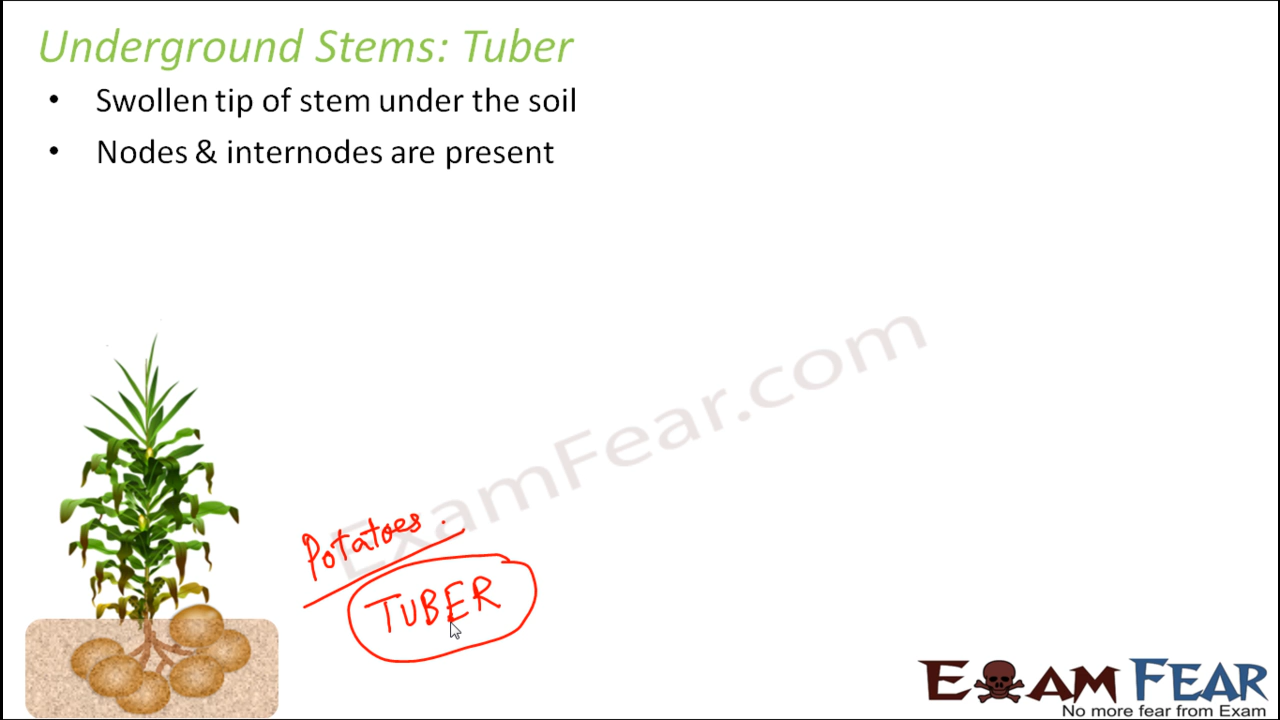 Underground Stems: Tuber
• Swollen tip of stem under the soil
• Nodes & internodes are present
ExamFear.com
Potatoes.
TUBER
EXAM FEAR
No more fear from Exam